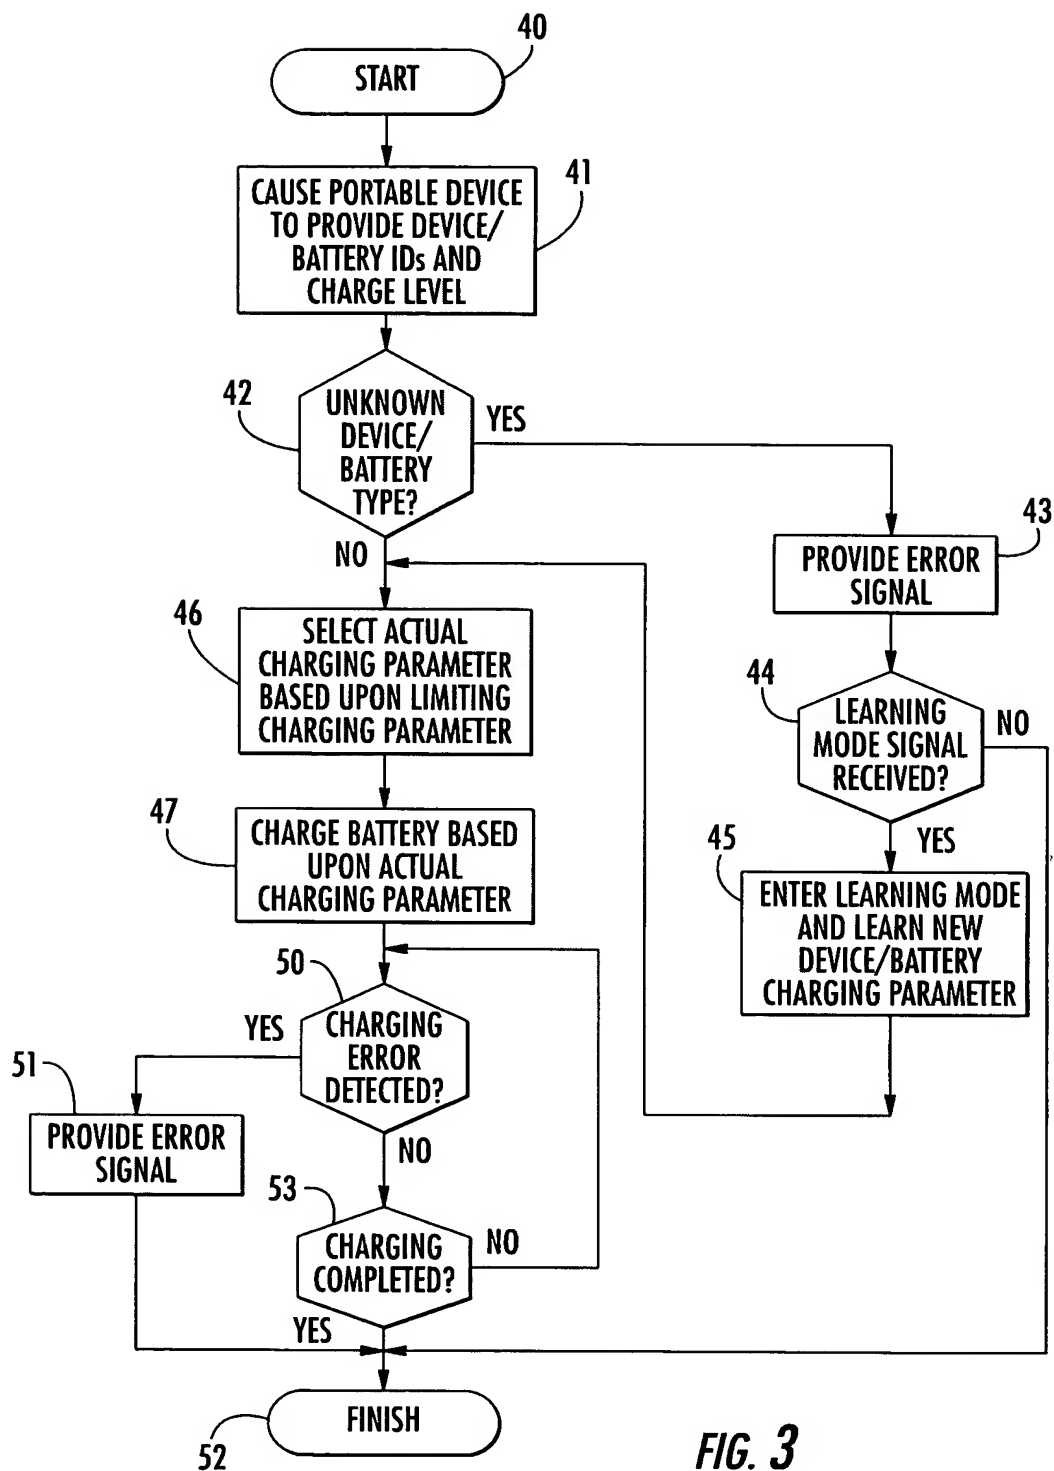 40
START
41
CAUSE PORTABLE DEVICE
TO PROVIDE DEVICE/
BATTERY IDs AND
CHARGE LEVEL
42
UNKNOWN
DEVICE/
BATTERY
TYPE?
YES
NO
43
PROVIDE ERROR
SIGNAL
44
LEARNING
MODE SIGNAL
RECEIVED?
NO
YES
45
ENTER LEARNING MODE
AND LEARN NEW
DEVICE/BATTERY
CHARGING PARAMETER
46
SELECT ACTUAL
CHARGING PARAMETER
BASED UPON LIMITING
CHARGING PARAMETER
47
CHARGE BATTERY BASED
UPON ACTUAL
CHARGING PARAMETER
50
CHARGING
ERROR
DETECTED?
YES
NO
51
PROVIDE ERROR
SIGNAL
53
CHARGING
COMPLETED?
NO
YES
FINISH
52
FIG. 3